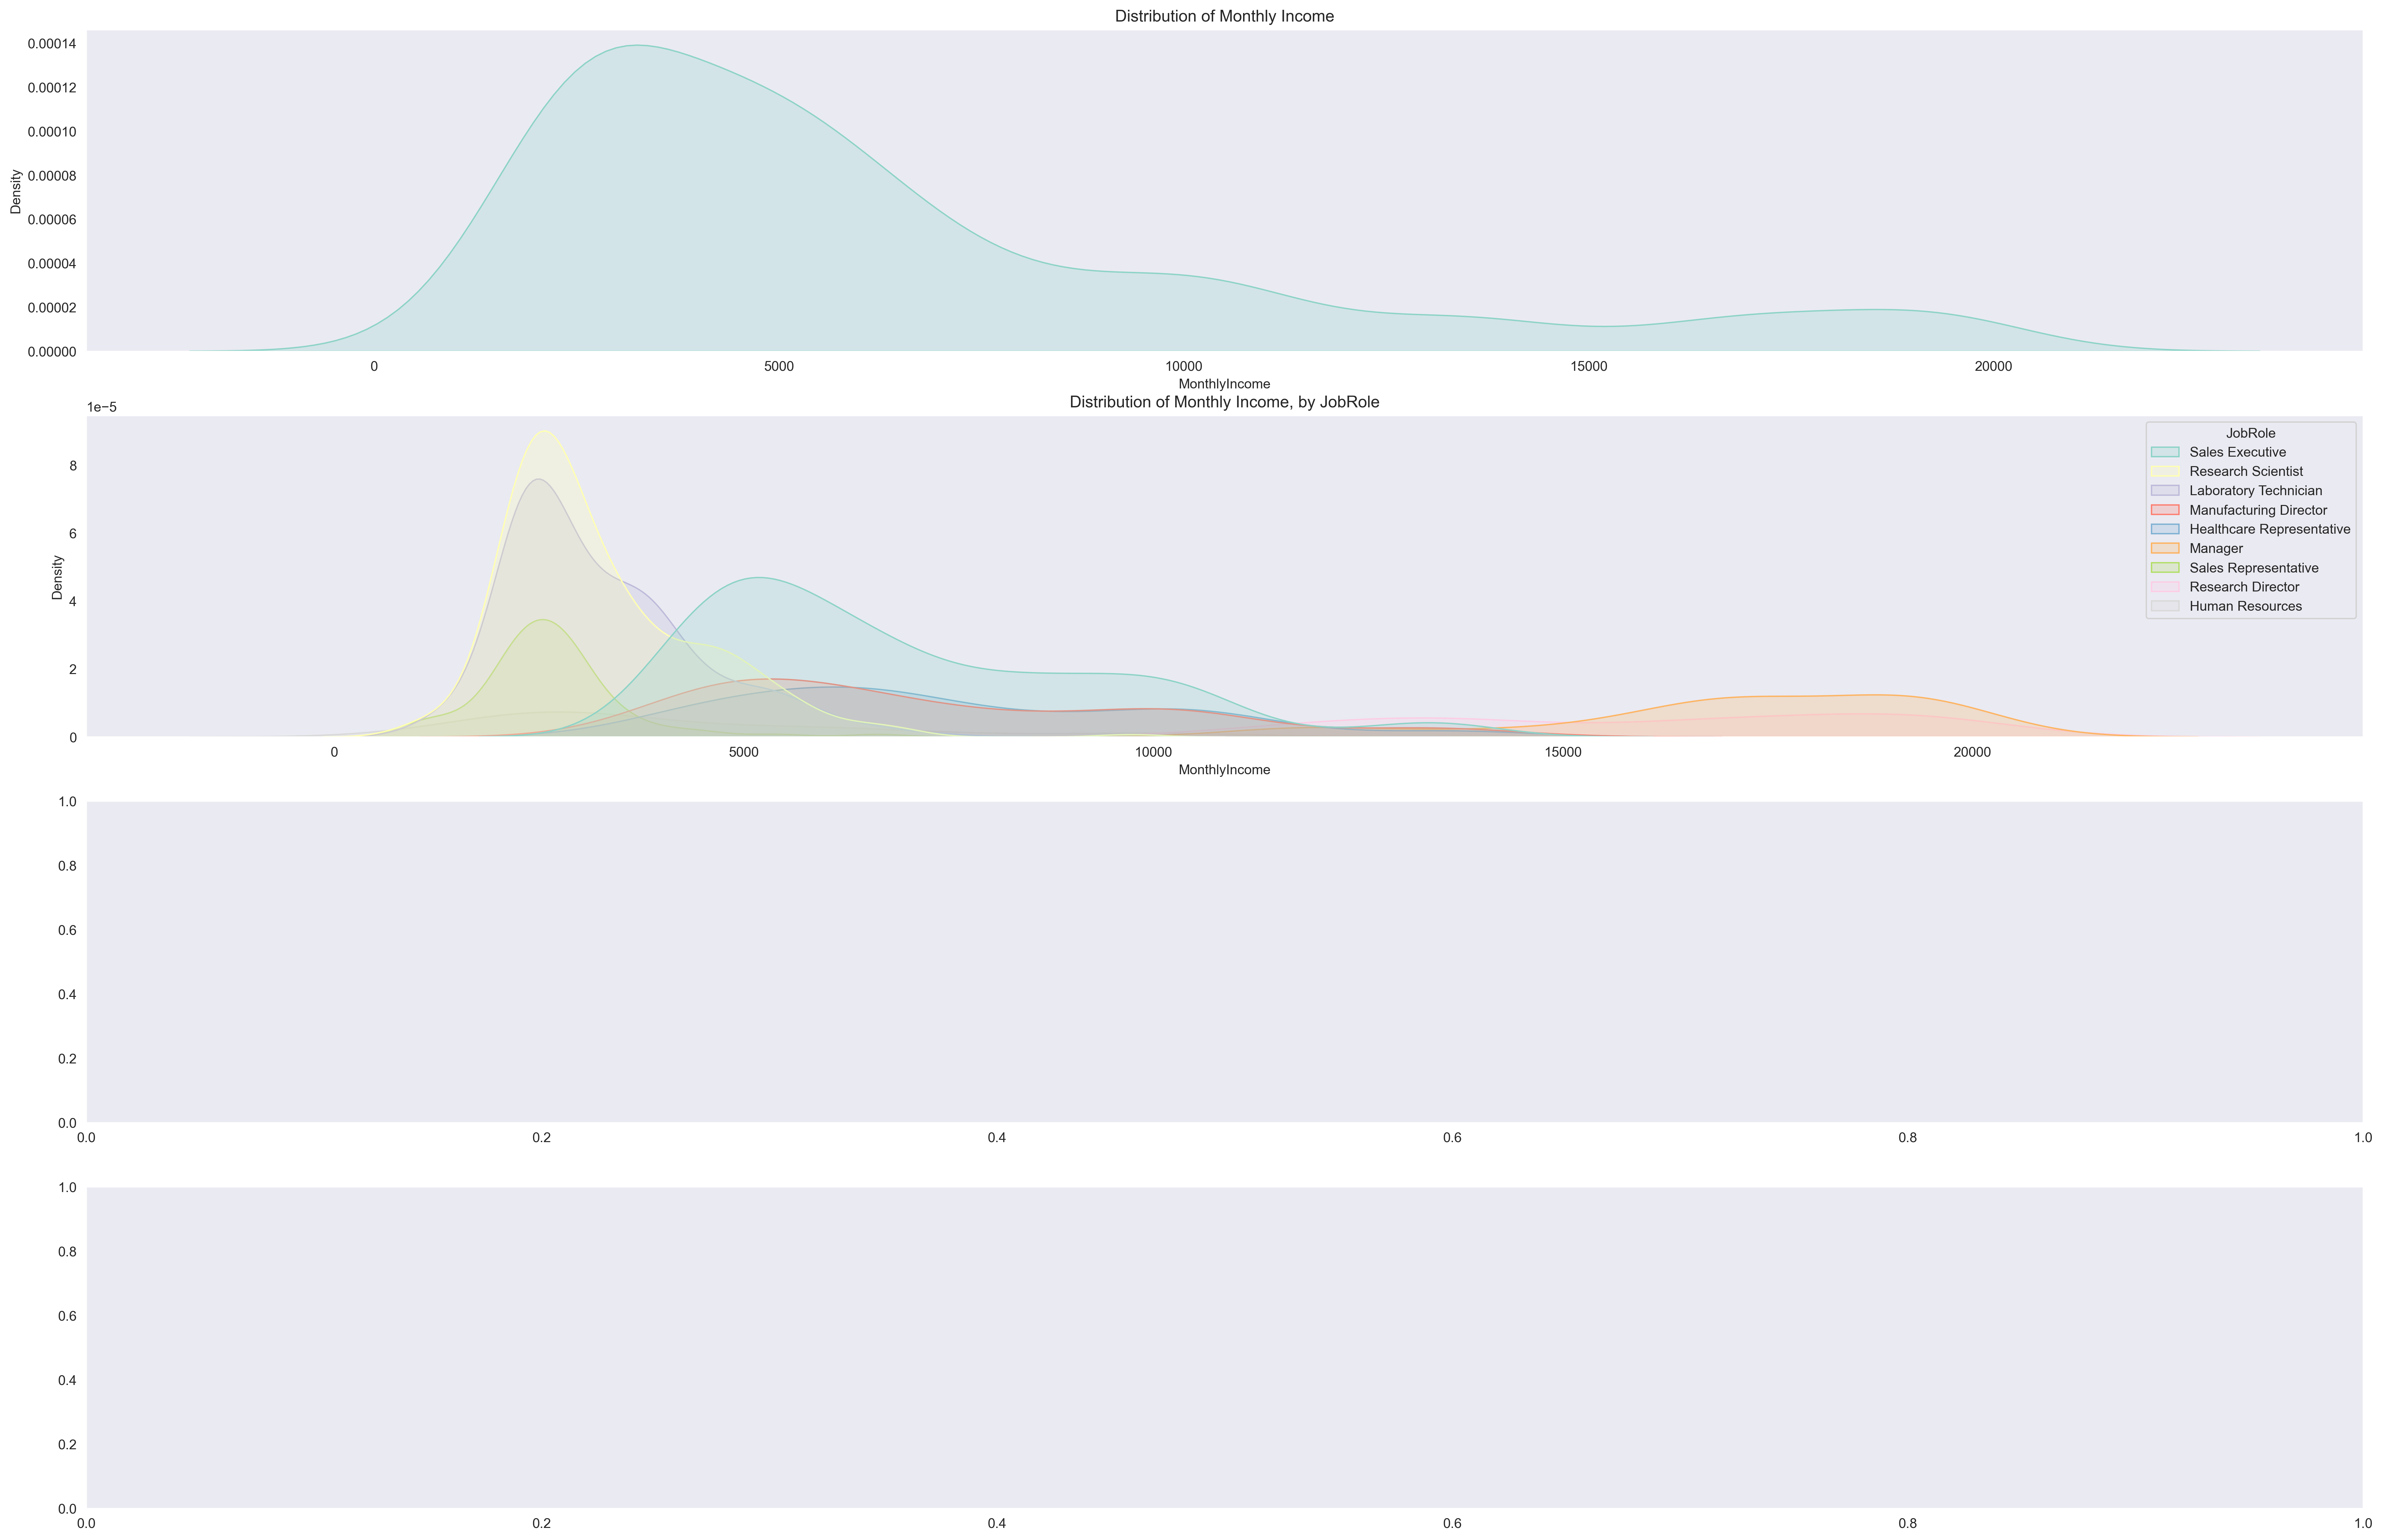 Distribution of Monthly Income
0.00014
0.00012
0.00010
0.00008
0.00006
0.00004
0.00002
0.00000
Density
0 5000 10000 15000 20000
MonthlyIncome
Distribution of Monthly Income, by JobRole
1e−5
8
6
4
2
0
Density
JobRole
Sales Executive
Research Scientist
Laboratory Technician
Manufacturing Director
Healthcare Representative
Manager
Sales Representative
Research Director
Human Resources
0 5000 10000 15000 20000
MonthlyIncome
1.0
0.8
0.6
0.4
0.2
0.0
0.0 0.2 0.4 0.6 0.8 1.0
1.0
0.8
0.6
0.4
0.2
0.0
0.0 0.2 0.4 0.6 0.8 1.0